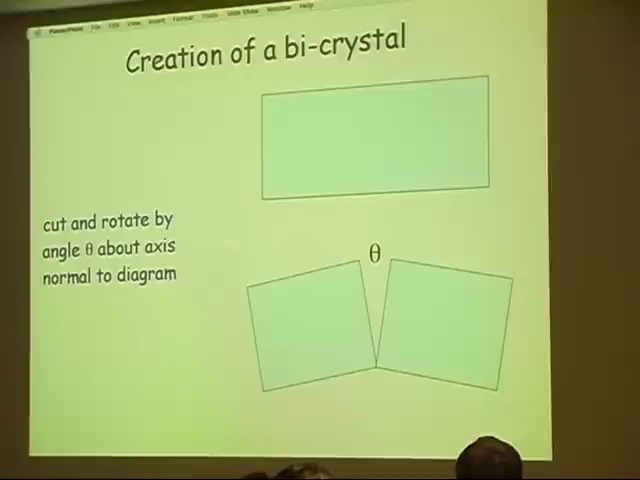 PowerPoint File Edit View Insert Format Tools Slide Show Window Help
Creation of a bi-crystal
cut and rotate by
angle θ about axis
normal to diagram
θ